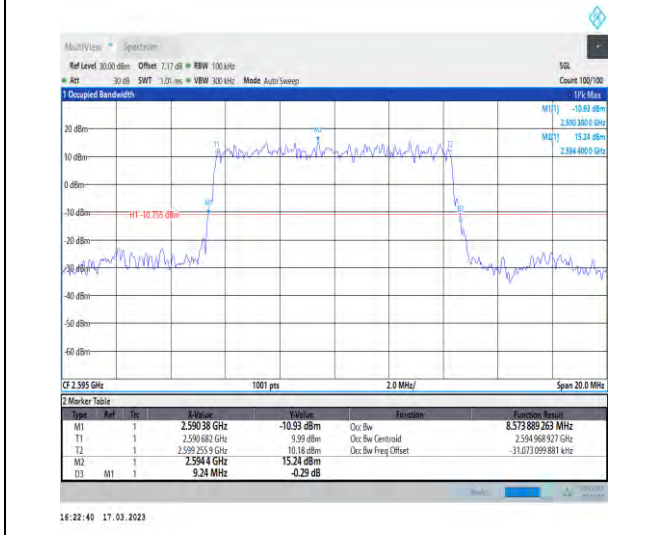 MultiView Spectrum
Ref Level 30.00 dBm Offset 7.17 dB RBW 100 kHz SGL
Att 30 dB SWT 1.01 ms VBW 300 kHz Mode Auto Sweep Count 100/100
1 Occupied Bandwidth 1Pk Max
M1[1] -10.93 dBm
2.590 380 0 GHz
20 dBm M2[1] 15.24 dBm
2.594 400 0 GHz
10 dBm
0 dBm
-10 dBm H1 -10.755 dBm
-20 dBm
-30 dBm
-40 dBm
-50 dBm
-60 dBm
CF 2.595 GHz 1001 pts 2.0 MHz/ Span 20.0 MHz
2 Marker Table
Type Ref Trc X-Value Y-Value Function Function Result
M1 1 2.590 38 GHz -10.93 dBm Occ Bw 8.573 889 263 MHz
T1 1 2.590 682 GHz 9.99 dBm Occ Bw Centroid 2.594 968 927 GHz
T2 1 2.599 255 9 GHz 10.18 dBm Occ Bw Freq Offset -31.073 099 881 kHz
M2 1 2.594 4 GHz 15.24 dBm
D3 M1 1 9.24 MHz -0.29 dB
16:22:40 17.03.2023